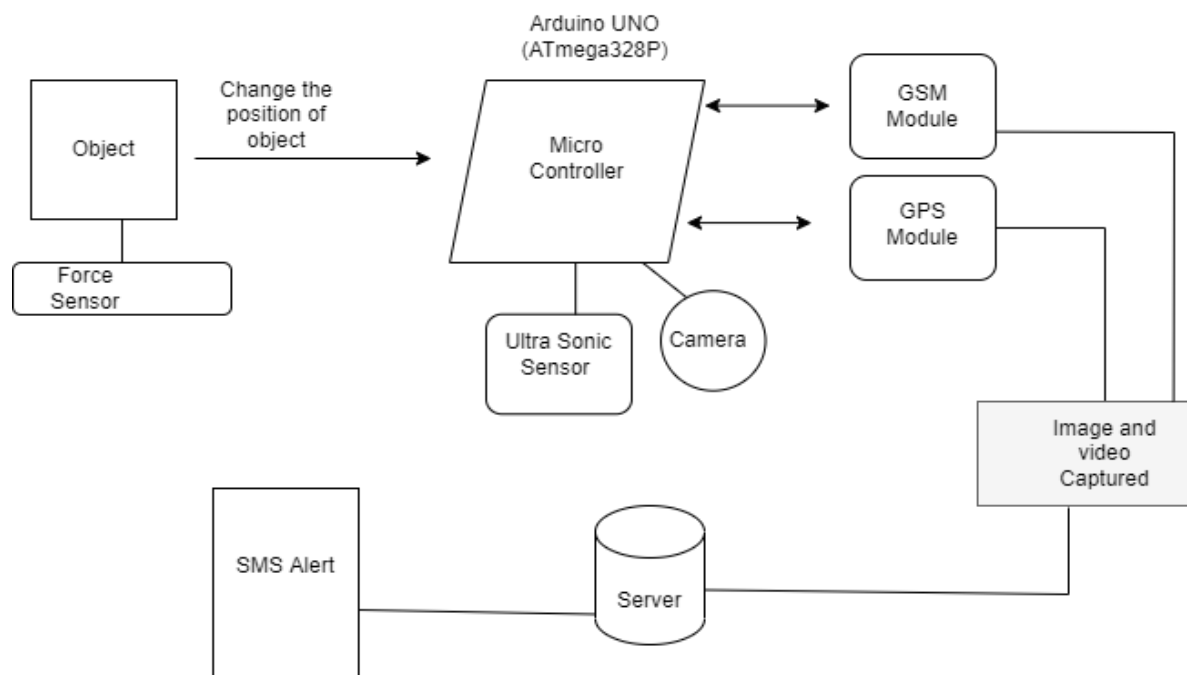 Arduino UNO
(ATmega328P)
Change the
position of
object
Object
Micro
Controller
GSM
Module
GPS
Module
Force
Sensor
Ultra Sonic
Sensor
Camera
Image and
video
Captured
SMS Alert
Server